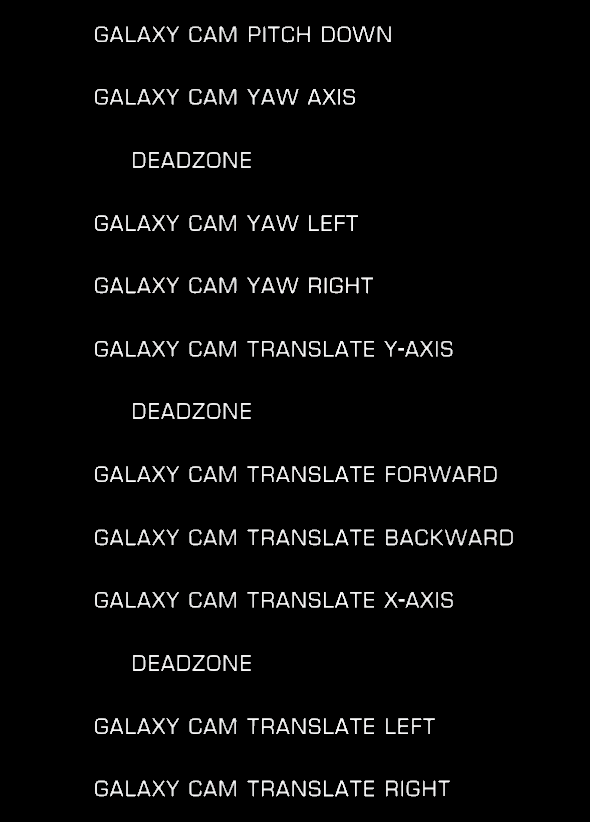 GALAXY CAM PITCH DOWN
GALAXY CAM YAW AXIS
DEADZONE
GALAXY CAM YAW LEFT
GALAXY CAM YAW RIGHT
GALAXY CAM TRANSLATE Y-AXIS
DEADZONE
GALAXY CAM TRANSLATE FORWARD
GALAXY CAM TRANSLATE BACKWARD
GALAXY CAM TRANSLATE X-AXIS
DEADZONE
GALAXY CAM TRANSLATE LEFT
GALAXY CAM TRANSLATE RIGHT